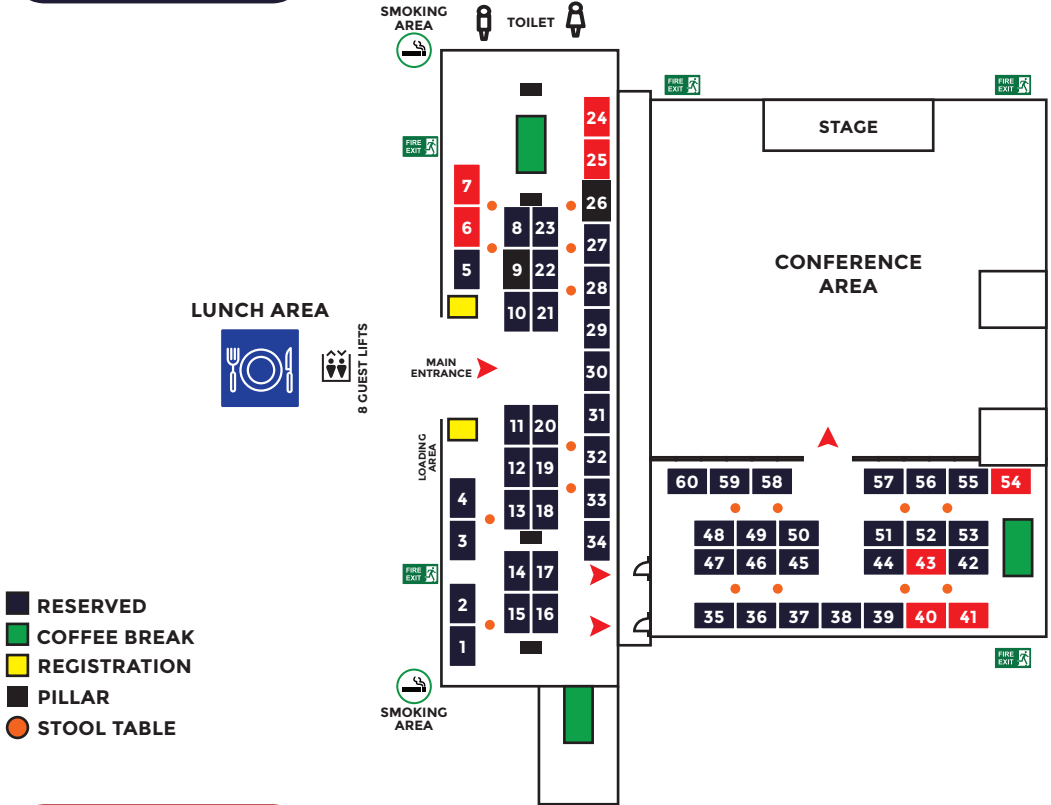 SMOKING
AREA
TOILET
FIRE
EXIT
FIRE
EXIT
STAGE
FIRE
EXIT
24
25
26
27
28
29
30
31
32
33
34
7
6
5
8 23
9 22
10 21
CONFERENCE
AREA
LUNCH AREA
8 GUEST LIFTS
MAIN
ENTRANCE
LOADING
AREA
11 20
12 19
13 18
14 17
15 16
4
3
2
1
FIRE
EXIT
60 59 58
57 56 55 54
48 49 50
47 46 45
51 52 53
44 43 42
35 36 37 38 39 40 41
FIRE
EXIT
SMOKING
AREA
RESERVED
COFFEE BREAK
REGISTRATION
PILLAR
STOOL TABLE